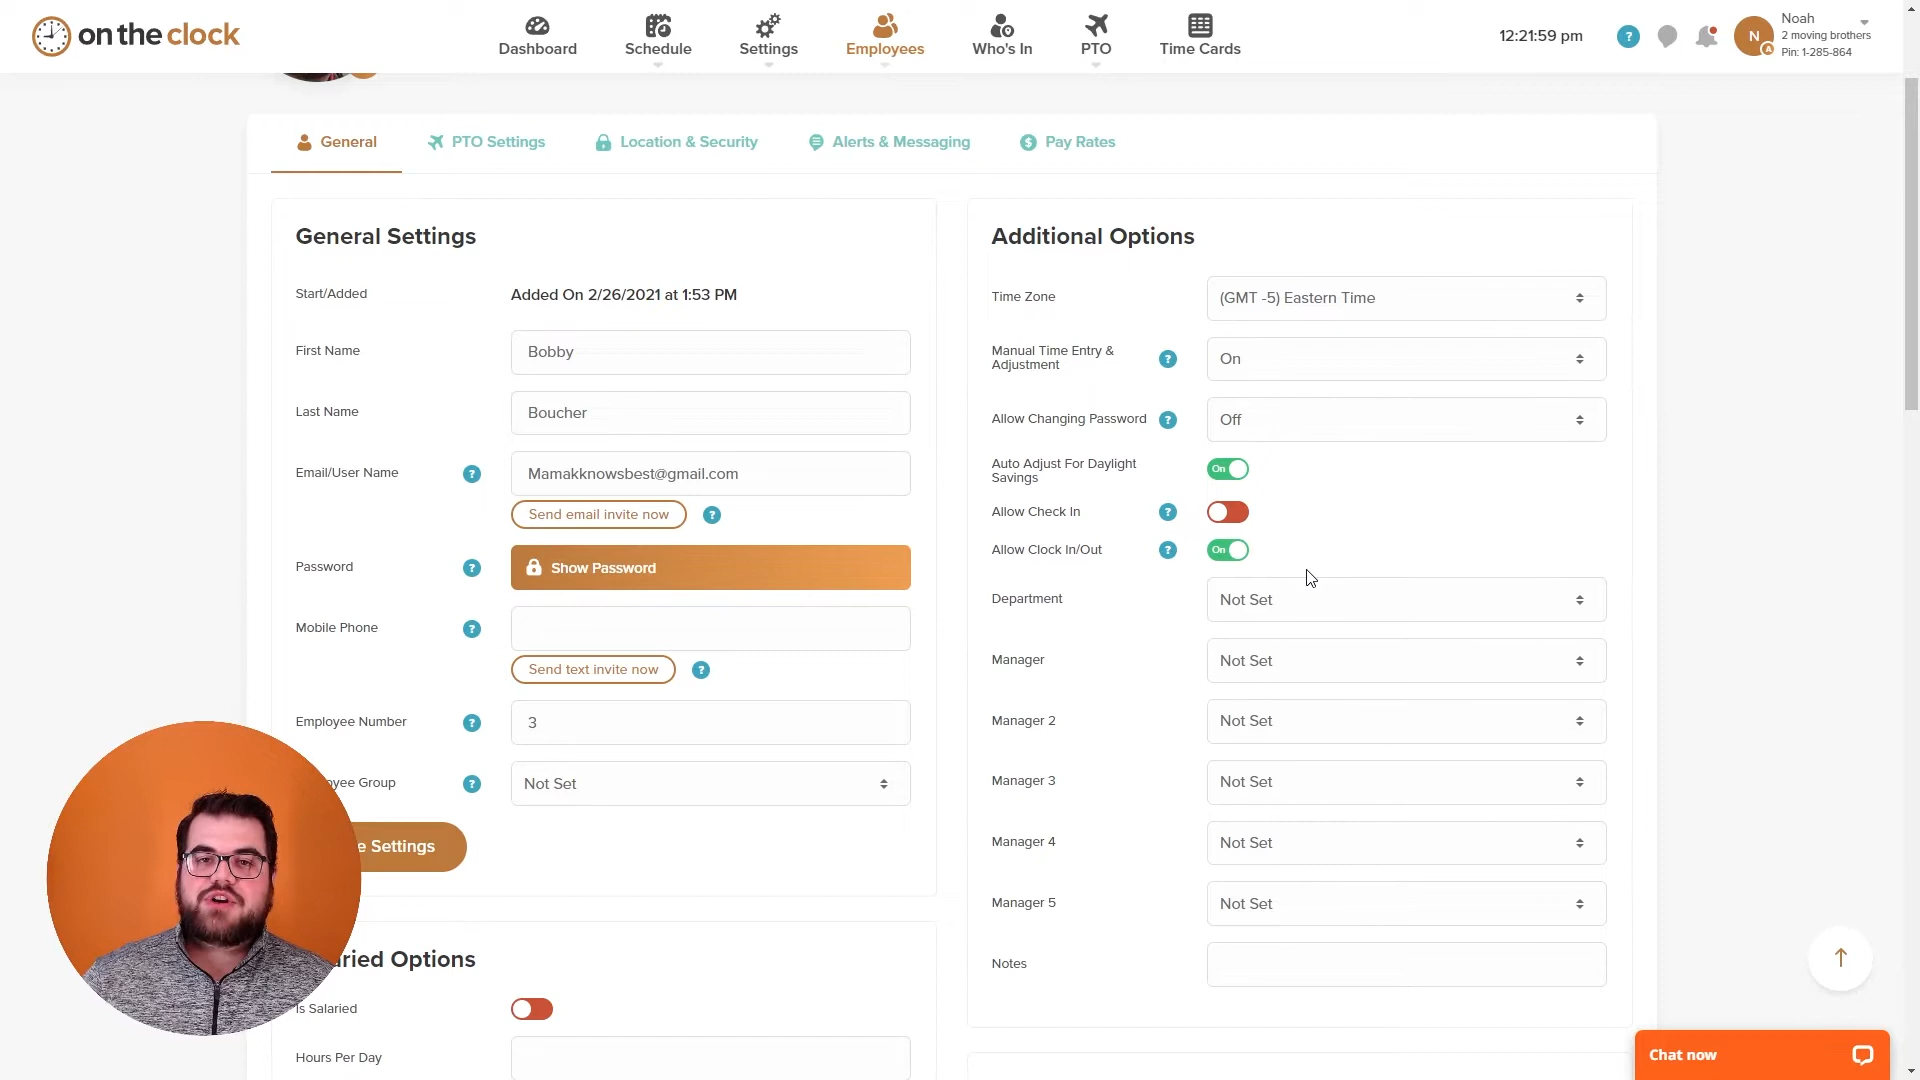 on the clock
Dashboard
Schedule
Settings
Employees
Who's In
PTO
Time Cards
12:21:59 pm
?
N
A
Noah
2 moving brothers
Pin: 1-285-864
General
PTO Settings
Location & Security
Alerts & Messaging
$
Pay Rates
General Settings
Start/Added
Added On 2/26/2021 at 1:53 PM
First Name
Bobby
Last Name
Boucher
Email/User Name
?
Mamakknowsbest@gmail.com
Send email invite now
?
Password
?
Show Password
Mobile Phone
?
Send text invite now
?
Employee Number
?
3
yee Group
?
Not Set
e Settings
ried Options
Is Salaried
Hours Per Day
Additional Options
Time Zone
(GMT -5) Eastern Time
Manual Time Entry &
Adjustment
?
On
Allow Changing Password
?
Off
Auto Adjust For Daylight
Savings
On
Allow Check In
?
Allow Clock In/Out
?
On
Department
Not Set
Manager
Not Set
Manager 2
Not Set
Manager 3
Not Set
Manager 4
Not Set
Manager 5
Not Set
Notes
Chat now